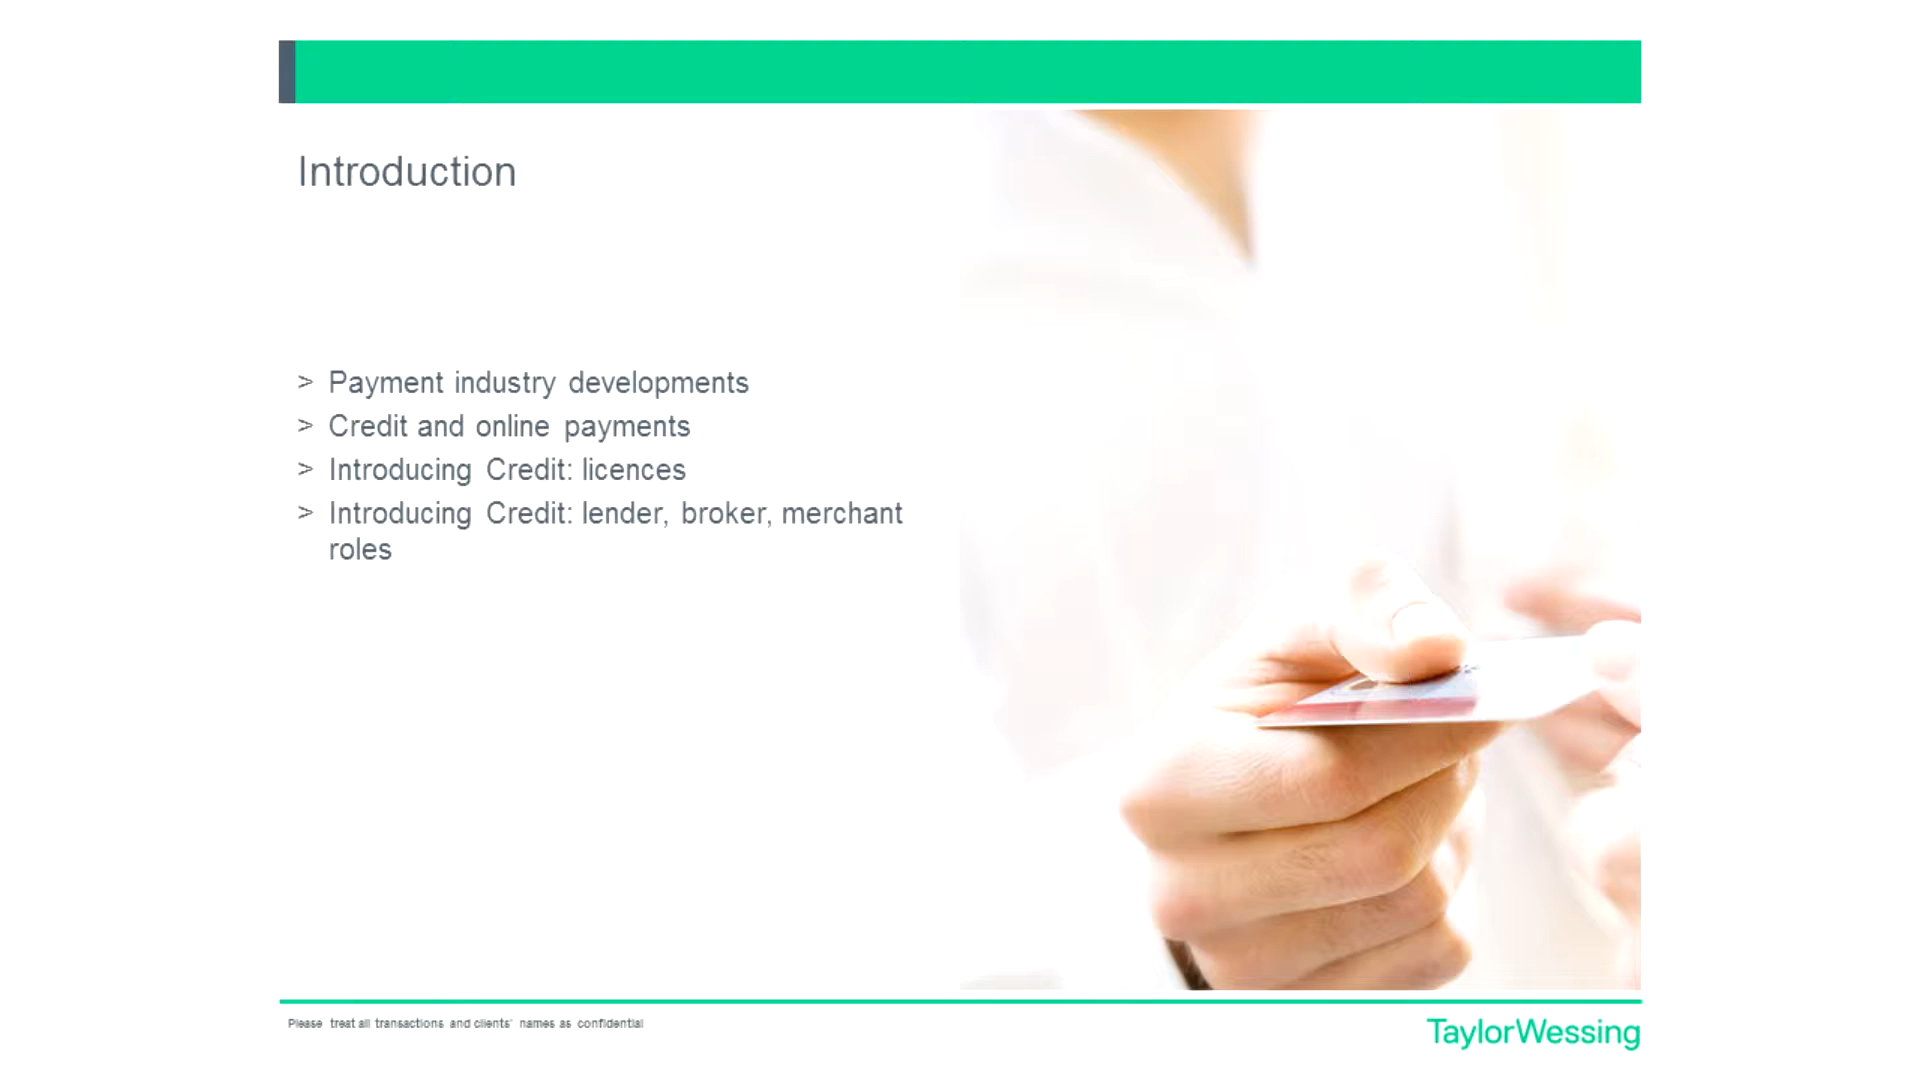 Introduction
> Payment industry developments
> Credit and online payments
> Introducing Credit: licences
> Introducing Credit: lender, broker, merchant
roles
Please treat all transactions and clients' names as confidential
TaylorWessing